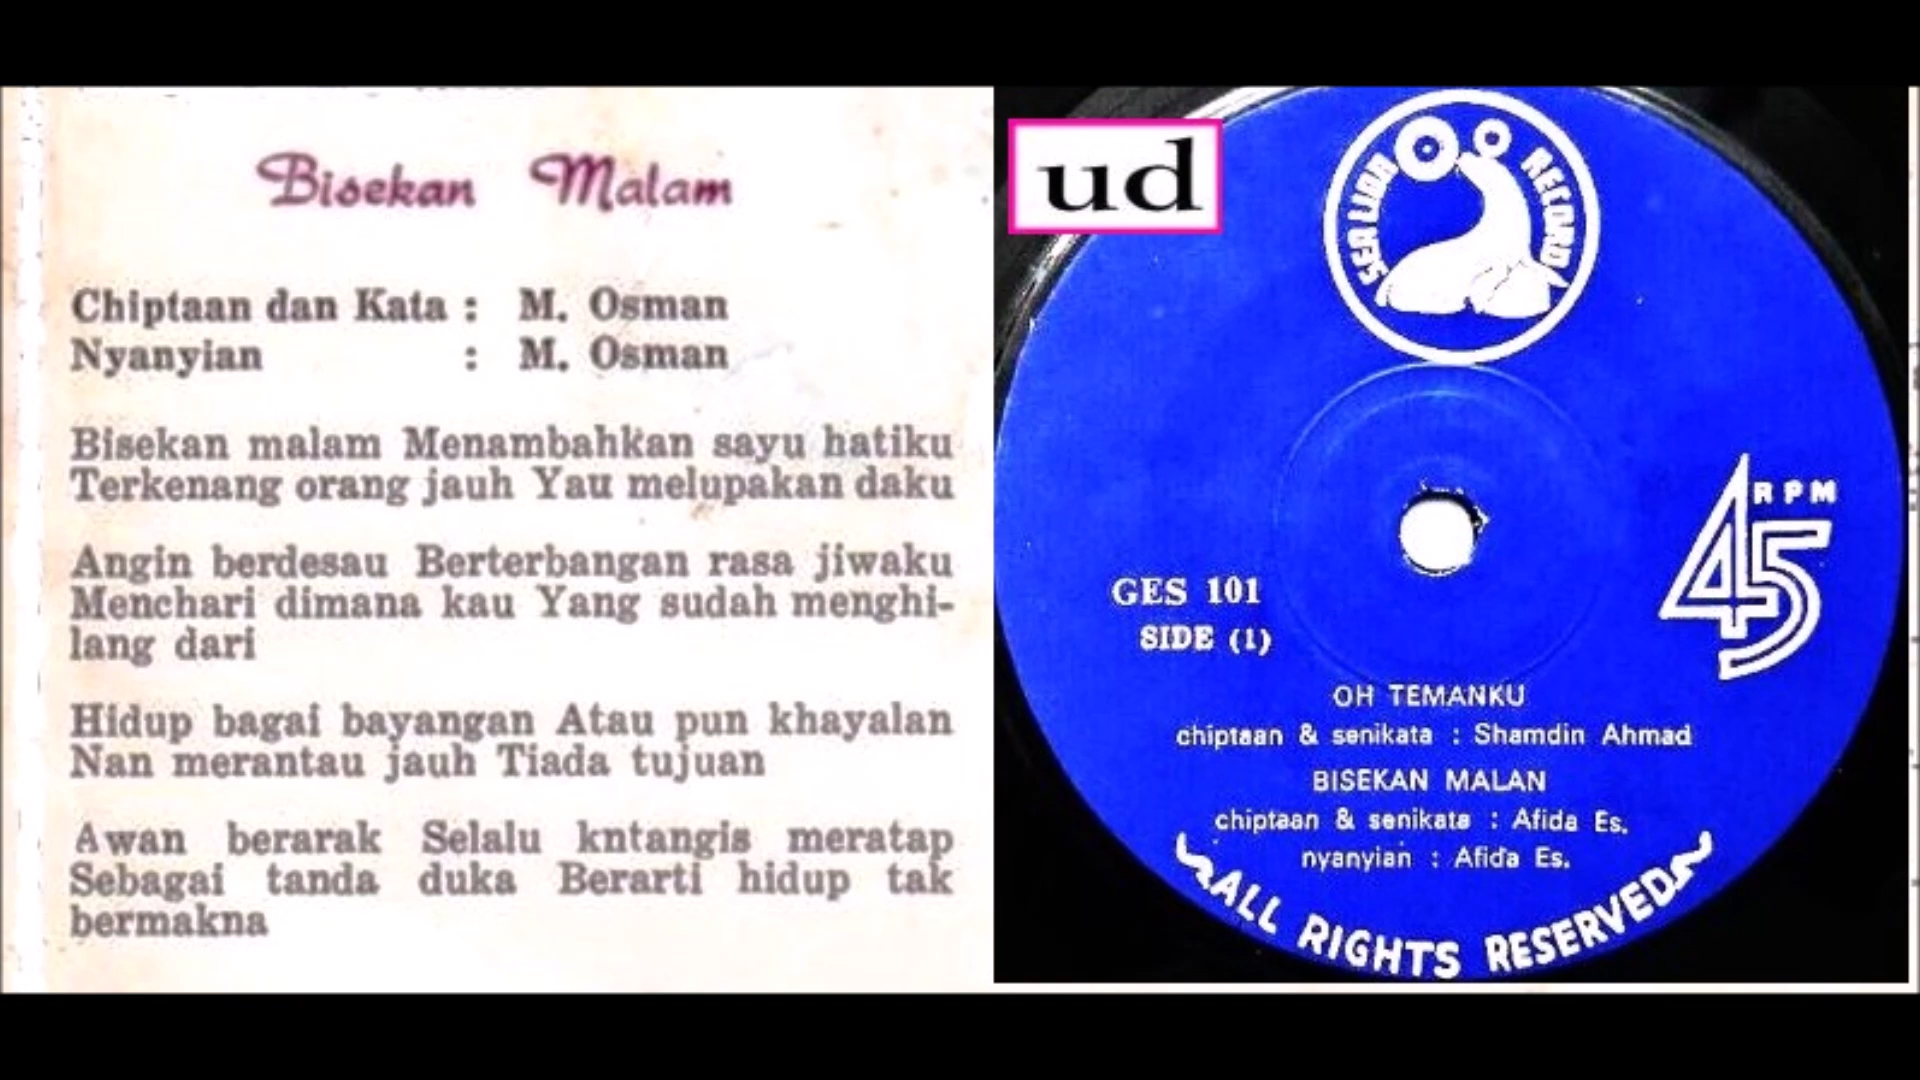 Bisekan Malam
Chiptaan dan Kata : M. Osman
Nyanyian : M. Osman
Bisekan malam Menambahkan sayu hatiku
Terkenang orang jauh Yau melupakan daku
Angin berdesau Berterbangan rasa jiwaku
Menchari dimana kau Yang sudah menghi-
lang dari
Hidup bagai bayangan Atau pun khayalan
Nan merantau jauh Tiada tujuan
Awan berarak Selalu kntangis meratap
Sebagai tanda duka Berarti hidup tak
bermakna
ud
SEA LION RECORD
45 RPM
GES 101
SIDE (1)
OH TEMANKU
chiptaan & senikata : Shamdin Ahmad
BISEKAN MALAN
chiptaan & senikata : Afida Es.
nyanyian : Afida Es.
ALL RIGHTS RESERVED